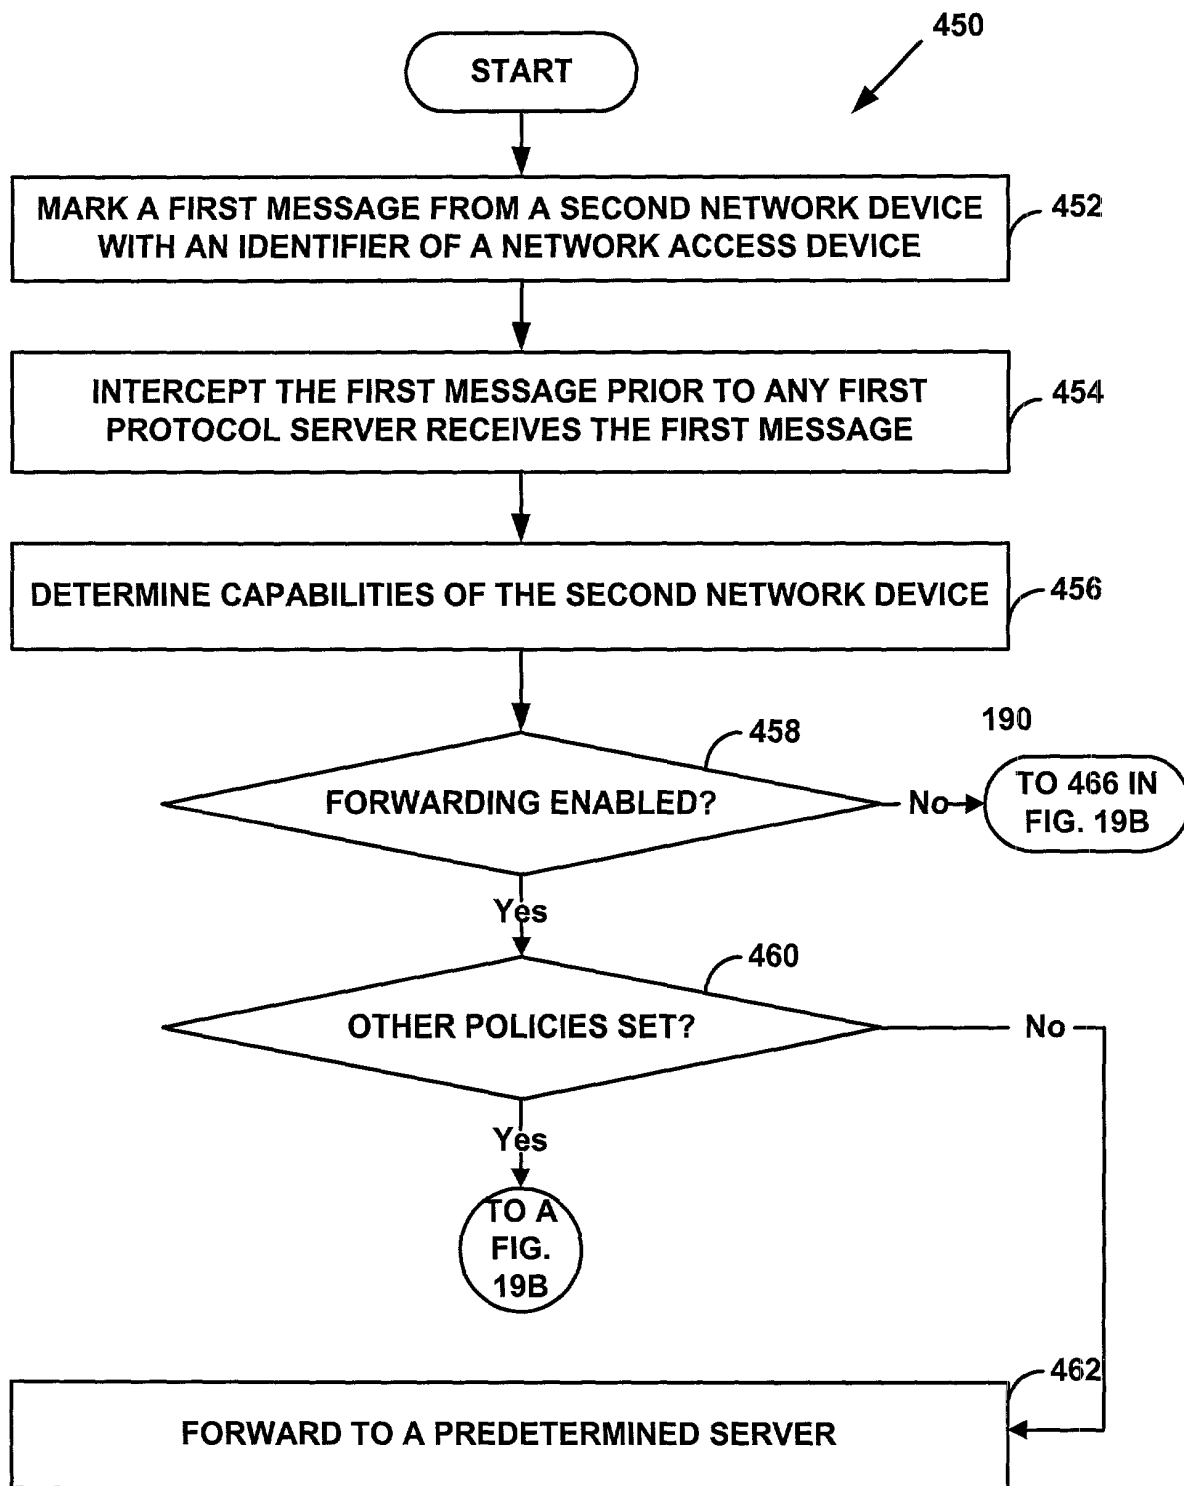 450
START
MARK A FIRST MESSAGE FROM A SECOND NETWORK DEVICE
WITH AN IDENTIFIER OF A NETWORK ACCESS DEVICE
452
INTERCEPT THE FIRST MESSAGE PRIOR TO ANY FIRST
PROTOCOL SERVER RECEIVES THE FIRST MESSAGE
454
DETERMINE CAPABILITIES OF THE SECOND NETWORK DEVICE
456
458
190
FORWARDING ENABLED?
No
TO 466 IN
FIG. 19B
Yes
460
OTHER POLICIES SET?
No
Yes
TO A
FIG.
19B
462
FORWARD TO A PREDETERMINED SERVER